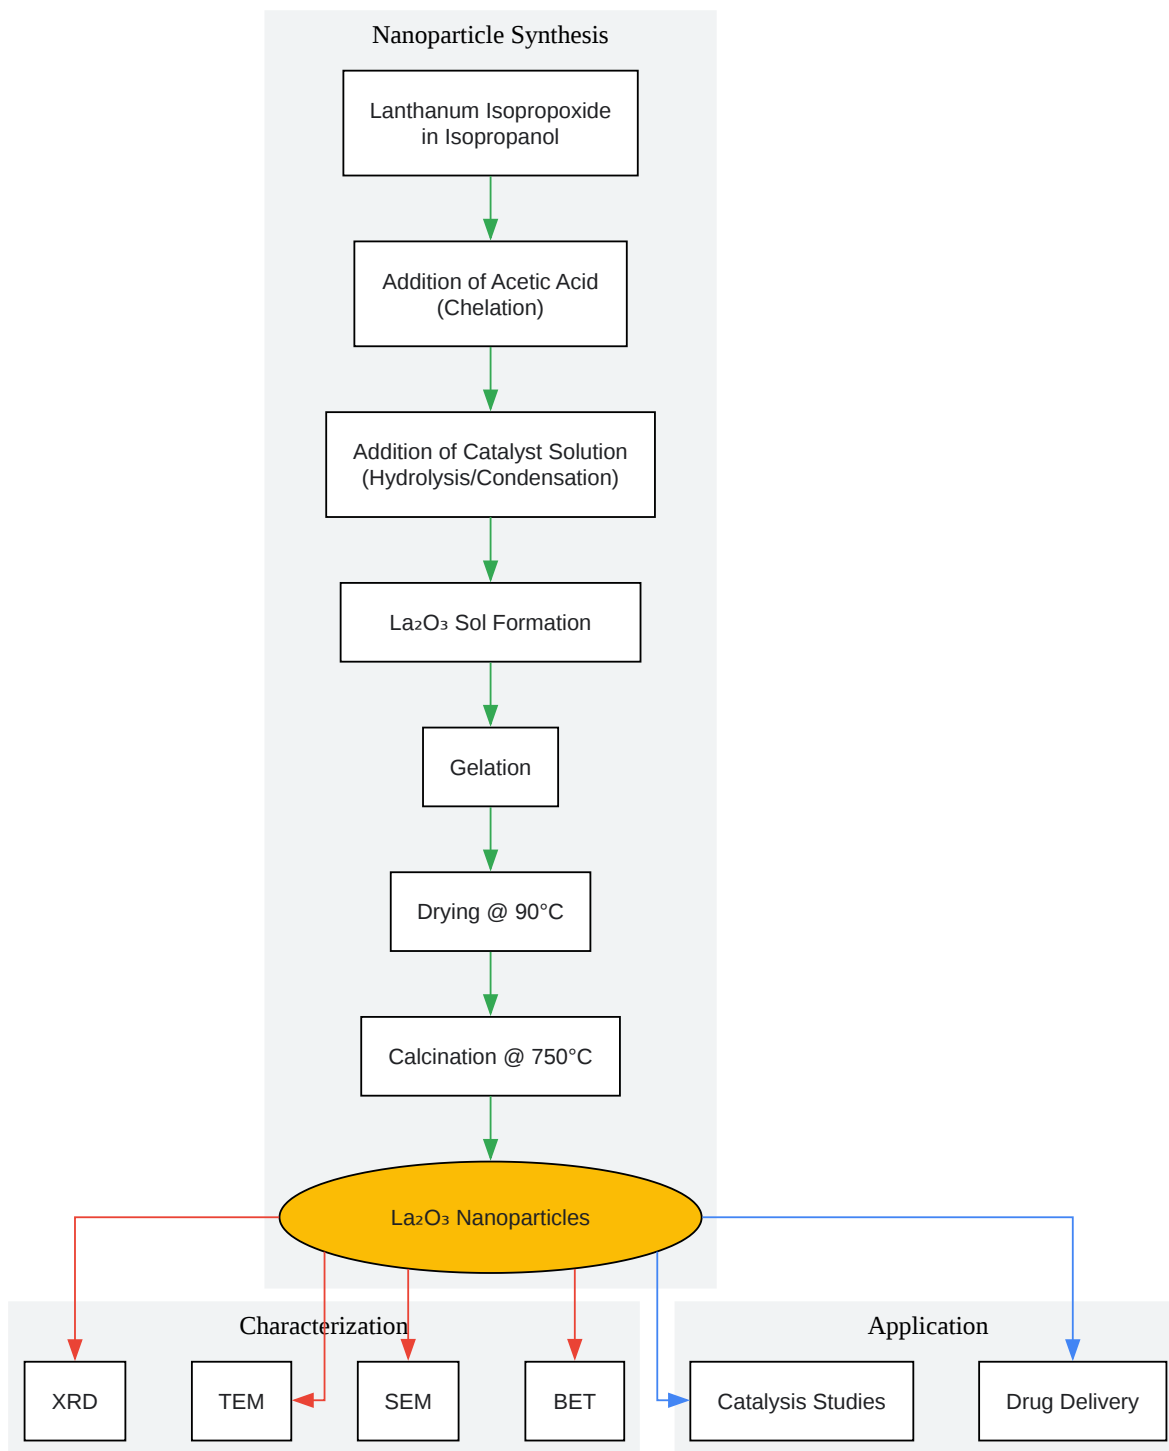 Nanoparticle Synthesis
Lanthanum Isopropoxide
in Isopropanol
Addition of Acetic Acid
(Chelation)
Addition of Catalyst Solution
(Hydrolysis/Condensation)
La₂O₃ Sol Formation
Gelation
Drying @ 90°C
Calcination @ 750°C
La₂O₃ Nanoparticles
Characterization
XRD
TEM
SEM
BET
Application
Catalysis Studies
Drug Delivery